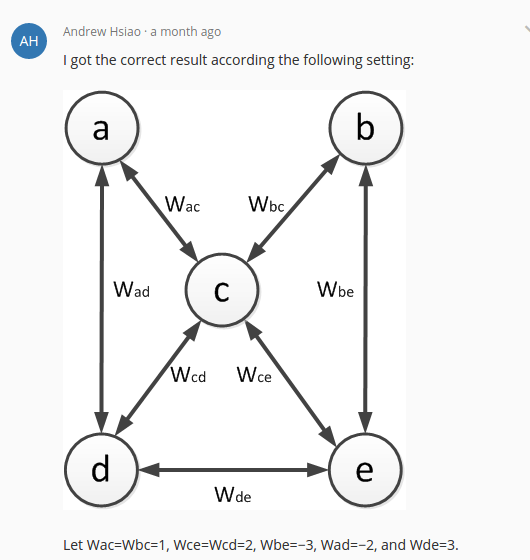 AH
Andrew Hsiao · a month ago
I got the correct result according the following setting:
a
b
Wac
Wbc
Wad
c
Wbe
Wcd
Wce
d
e
Wde
Let Wac=Wbc=1, Wce=Wcd=2, Wbe=−3, Wad=−2, and Wde=3.